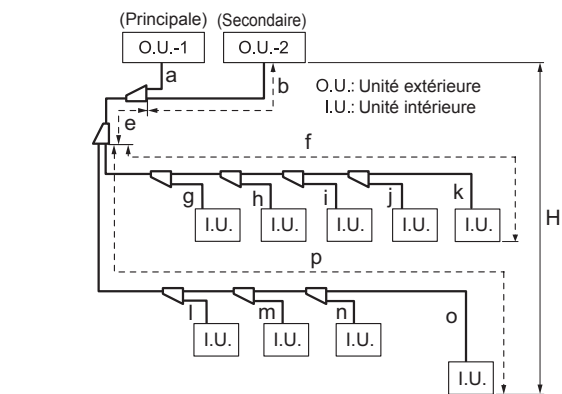 (Principale) (Secondaire)
O.U.-1 O.U.-2
a
b
O.U.: Unité extérieure
I.U.: Unité intérieure
e
f
g h i j k
I.U. I.U. I.U. I.U. I.U.
H
p
l m n o
I.U. I.U. I.U.
I.U.